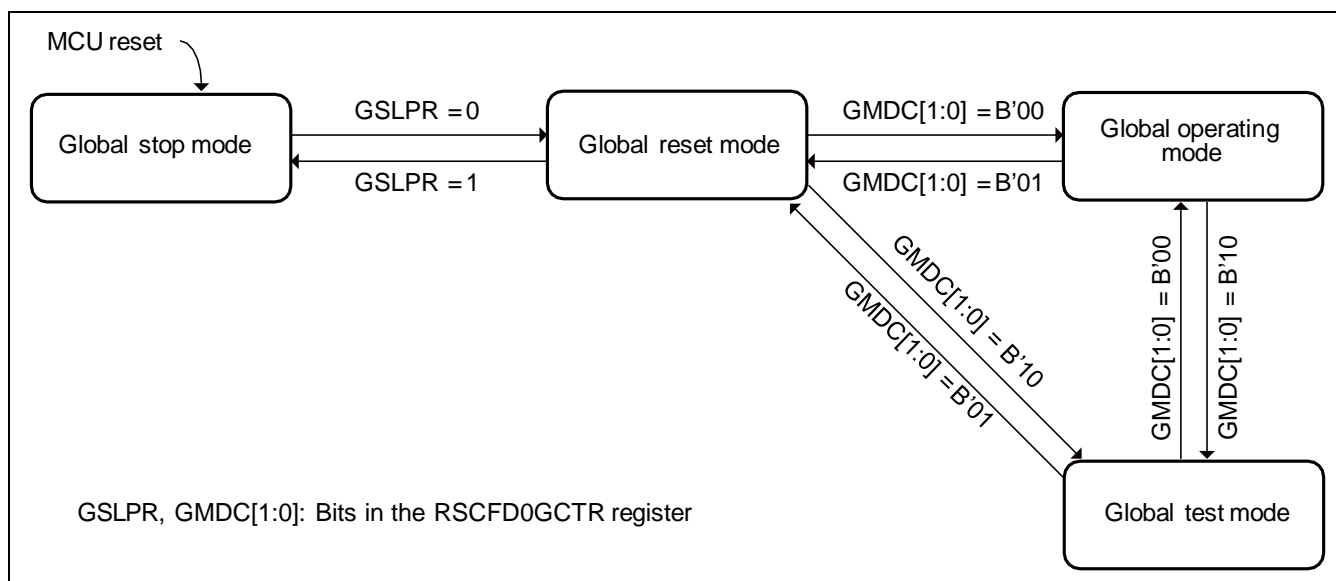 MCU reset
GSLPR = 0
GMDC[1:0] = B'00
Global stop mode
Global reset mode
Global operating
mode
GSLPR = 1
GMDC[1:0] = B'01
GMDC[1:0] = B'10
GMDC[1:0] = B'01
GMDC[1:0] = B'00
GMDC[1:0] = B'10
GSLPR, GMDC[1:0]: Bits in the RSCFD0GCTR register
Global test mode